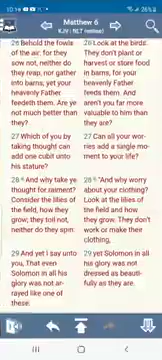 Matthew 6
KJV : NLT (Inline)
26 Behold the fowls
of the air: for they
sow not, neither do
they reap, nor gather
into barns; yet your
heavenly Father
feedeth them. Are ye
not much better than
they?
26 Look at the birds.
They don't plant or
harvest or store food
in barns, for your
heavenly Father
feeds them. And
aren't you far more
valuable to him than
they are?
27 Which of you by
taking thought can
add one cubit unto
his stature?
27 Can all your wor-
ries add a single mo-
ment to your life?
28 And why take ye
thought for raiment?
Consider the lilies of
the field, how they
grow; they toil not,
neither do they spin:
28 "And why worry
about your clothing?
Look at the lilies of
the field and how
they grow. They don't
work or make their
clothing,
29 And yet I say unto
you, That even
Solomon in all his
glory was not ar-
rayed like one of
these.
29 yet Solomon in all
his glory was not
dressed as beauti-
fully as they are.